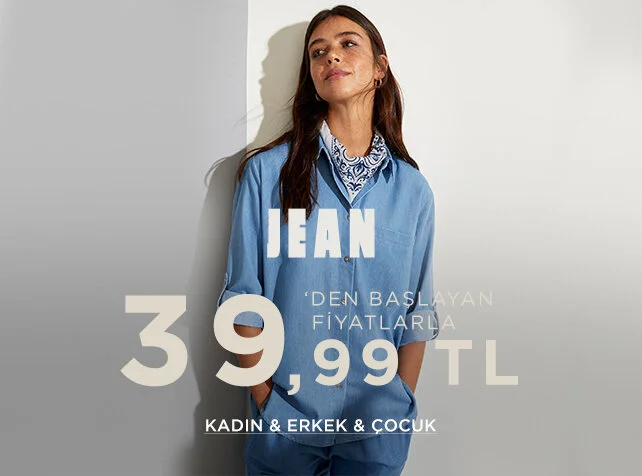 JEAN
'DEN BAŞLAYAN
FİYATLARLA
39,99 TL
KADIN & ERKEK & ÇOCUK